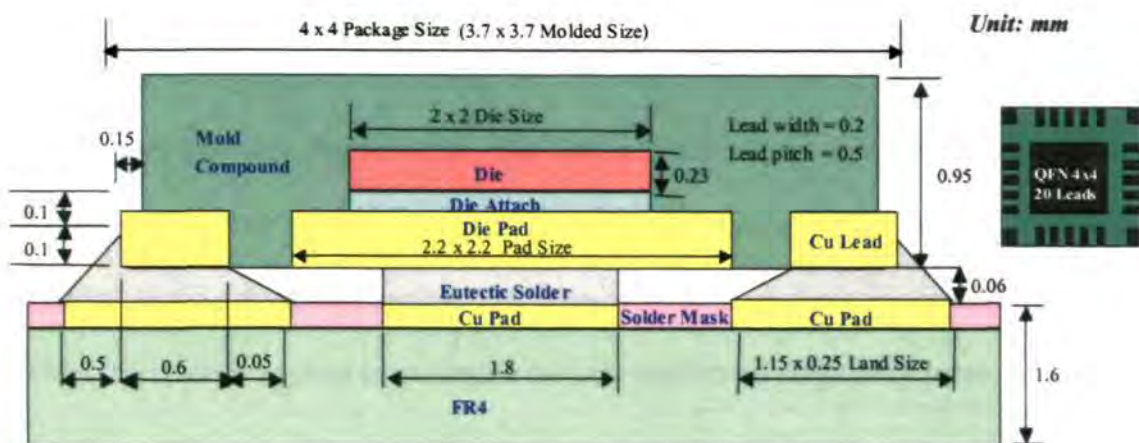 4 x 4 Package Size (3.7 x 3.7 Molded Size)
Unit: mm
2 x 2 Die Size
Lead width = 0.2
Lead pitch = 0.5
0.15
Mold
Compound
Die
0.23
0.95
QFN 4x4
20 Leads
Die Attach
0.1
Die Pad
2.2 x 2.2 Pad Size
Cu Lead
0.1
0.06
Eutectic Solder
Cu Pad
Solder Mask
Cu Pad
0.5
0.6
0.05
1.8
1.15 x 0.25 Land Size
1.6
FR4